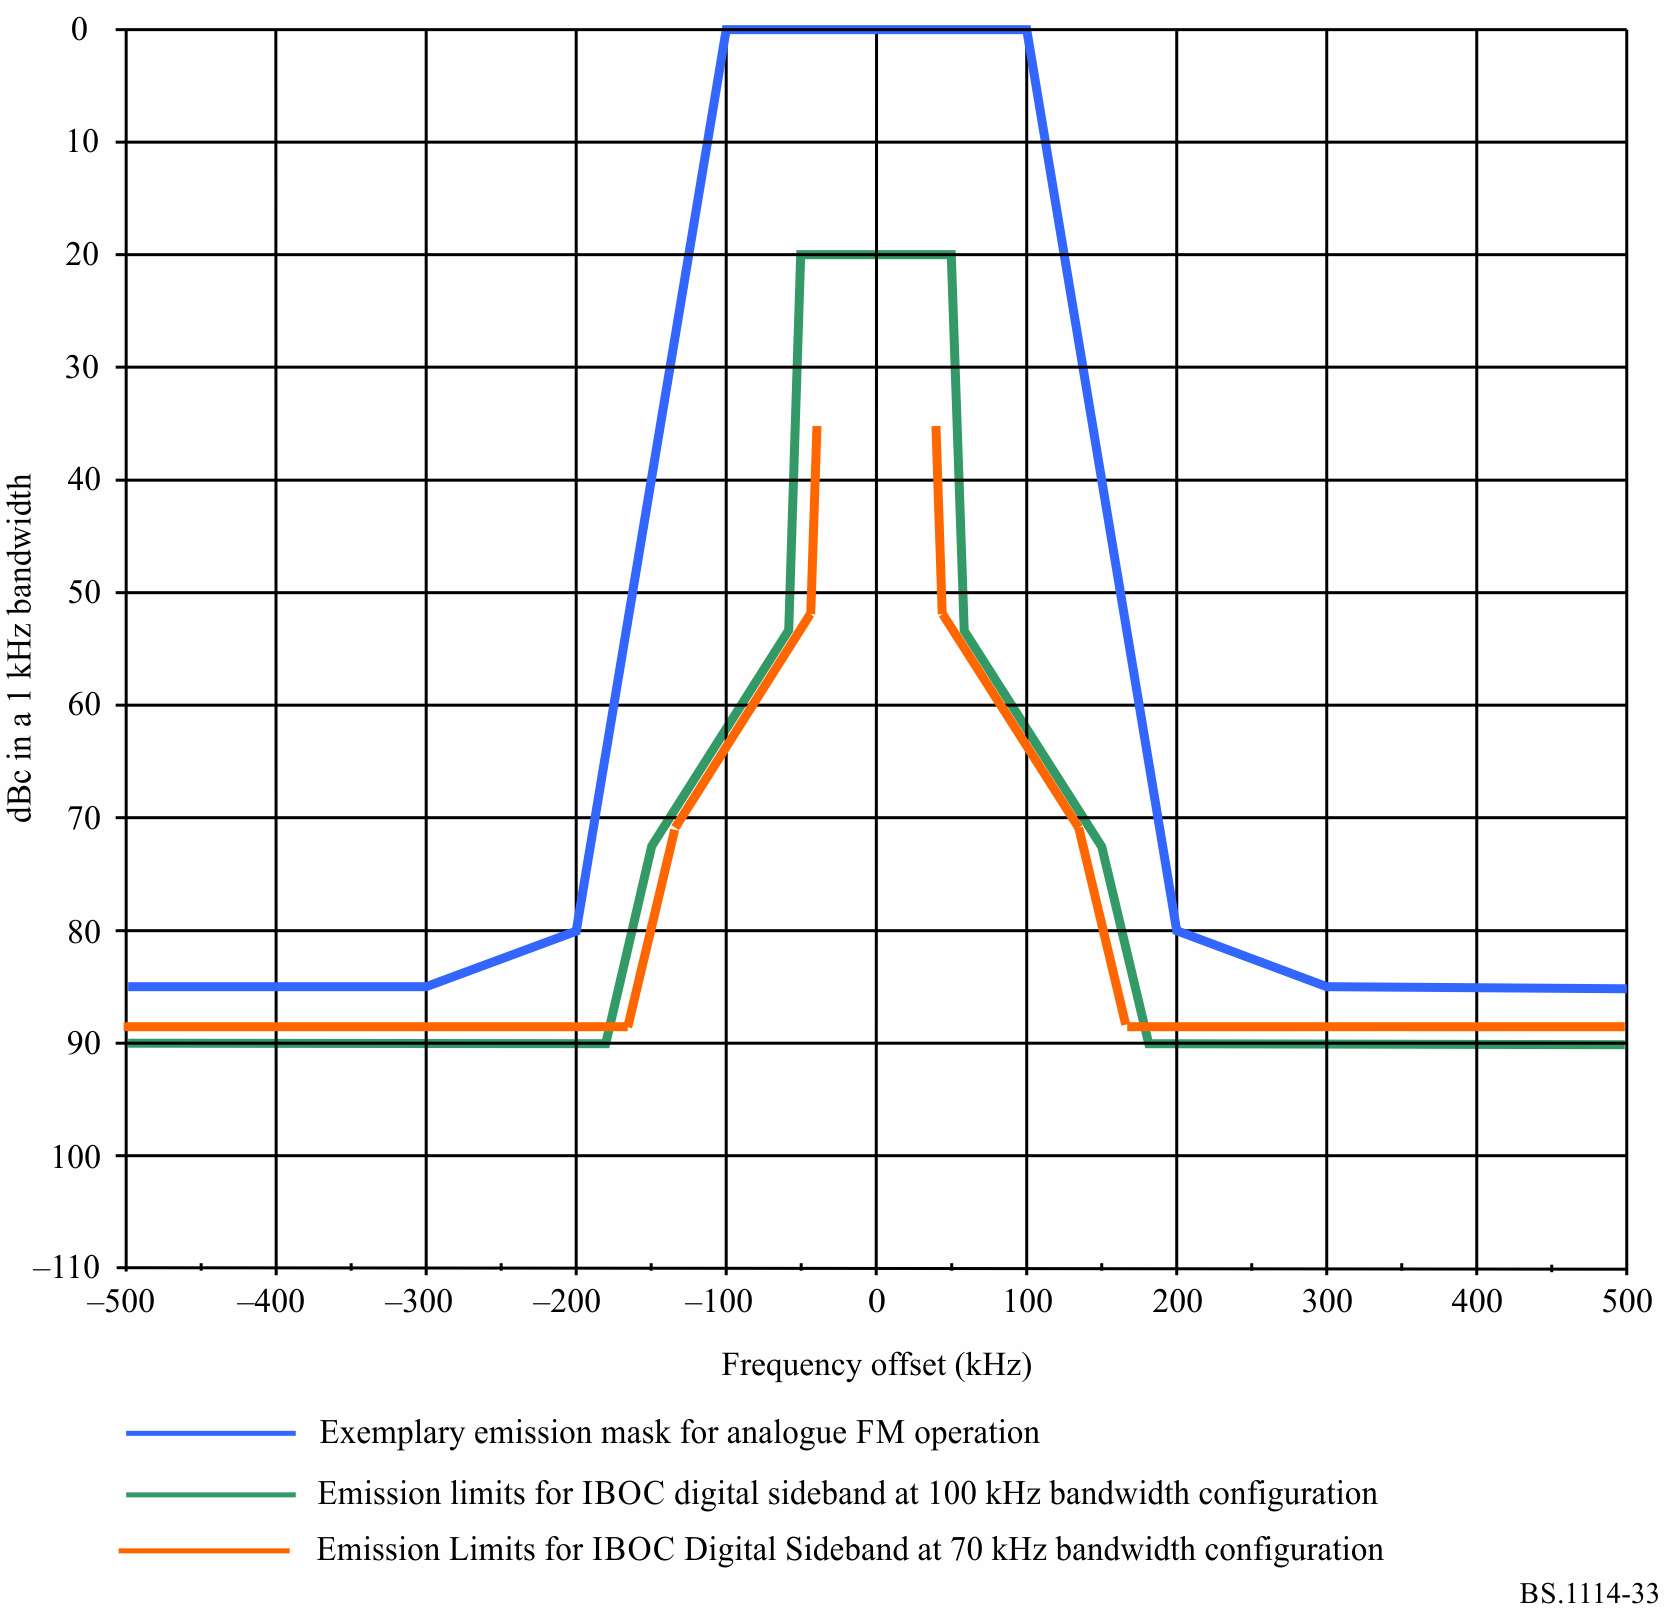 0
10
20
30
40
50
60
70
80
90
100
–110
dBc in a 1 kHz bandwidth
–500 –400 –300 –200 –100 0 100 200 300 400 500
Frequency offset (kHz)
Exemplary emission mask for analogue FM operation
Emission limits for IBOC digital sideband at 100 kHz bandwidth configuration
Emission Limits for IBOC Digital Sideband at 70 kHz bandwidth configuration
BS.1114-33